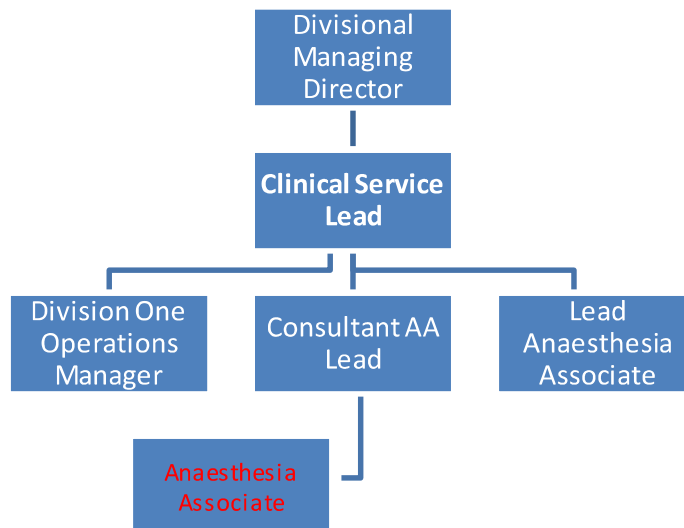 Divisional
Managing
Director
Clinical Service
Lead
Division One
Operations
Manager
Consultant AA
Lead
Lead
Anaesthesia
Associate
Anaesthesia
Associate